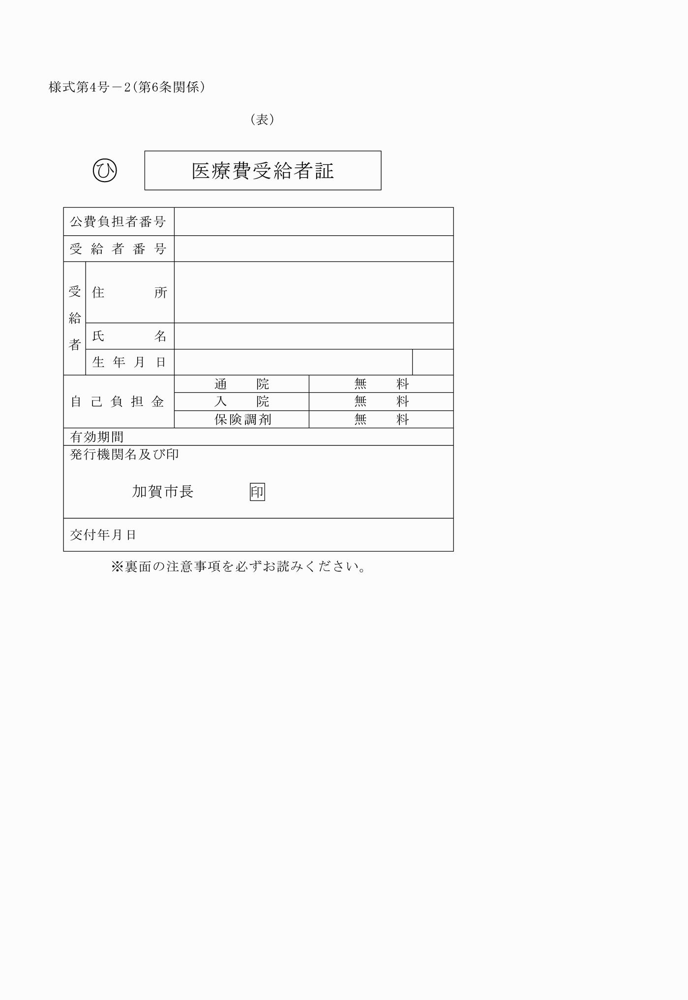 様式第4号－2（第6条関係）
（表）
㋪ 医療費受給者証
公費負担者番号
受給者番号
受給者
住所
氏名
生年月日
自己負担金
通院 無料
入院 無料
保険調剤 無料
有効期間
発行機関名及び印
加賀市長 印
交付年月日
※裏面の注意事項を必ずお読みください。